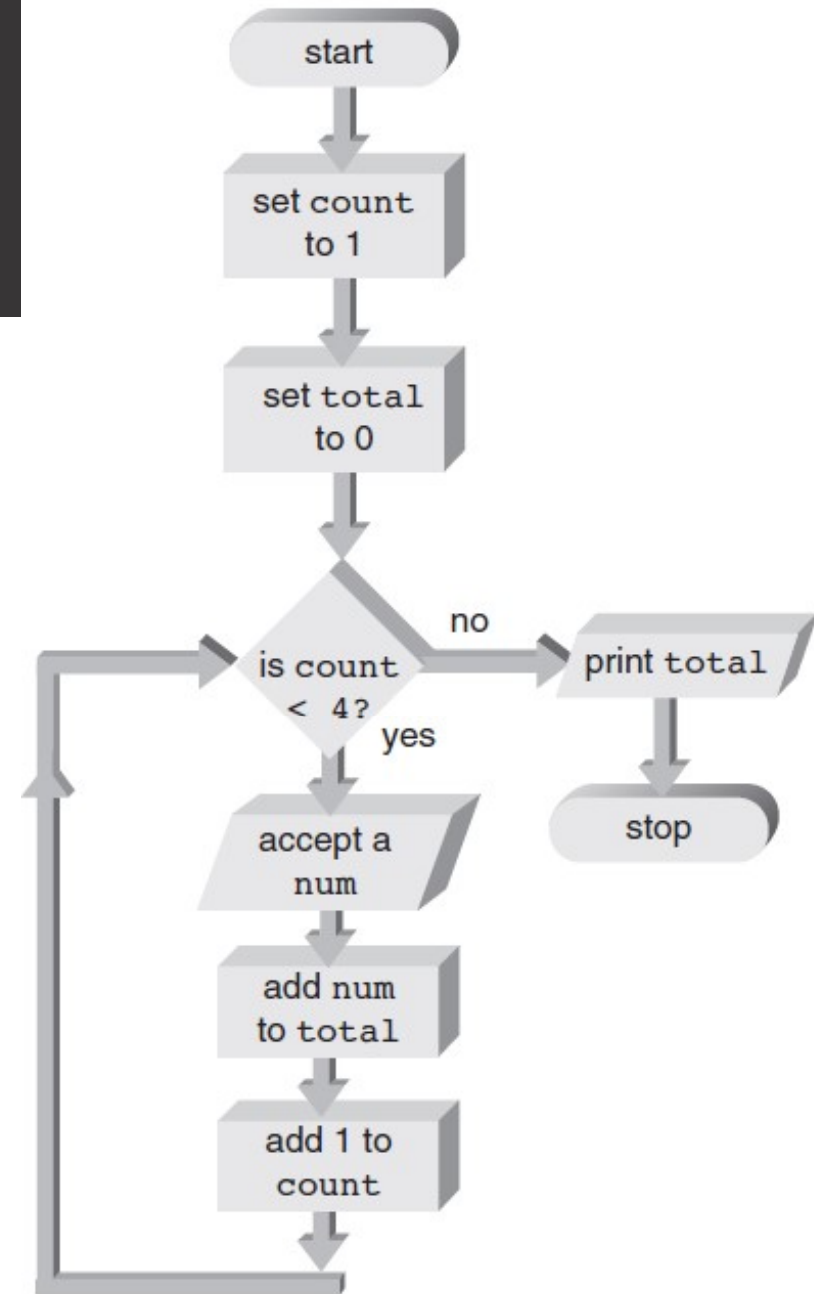 start
set count
to 1
set total
to 0
is count
< 4?
no
print total
stop
yes
accept a
num
add num
to total
add 1 to
count